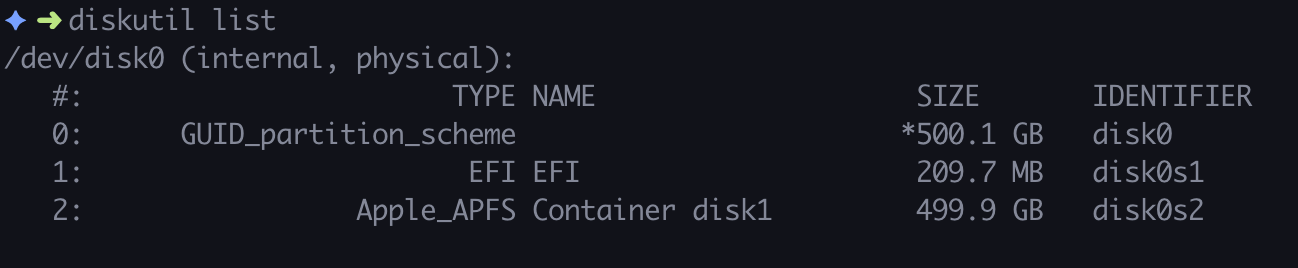 ✦ ➜ diskutil list
/dev/disk0 (internal, physical):
   #:                       TYPE NAME                    SIZE       IDENTIFIER
   0:      GUID_partition_scheme                        *500.1 GB   disk0
   1:                        EFI EFI                     209.7 MB   disk0s1
   2:                 Apple_APFS Container disk1         499.9 GB   disk0s2